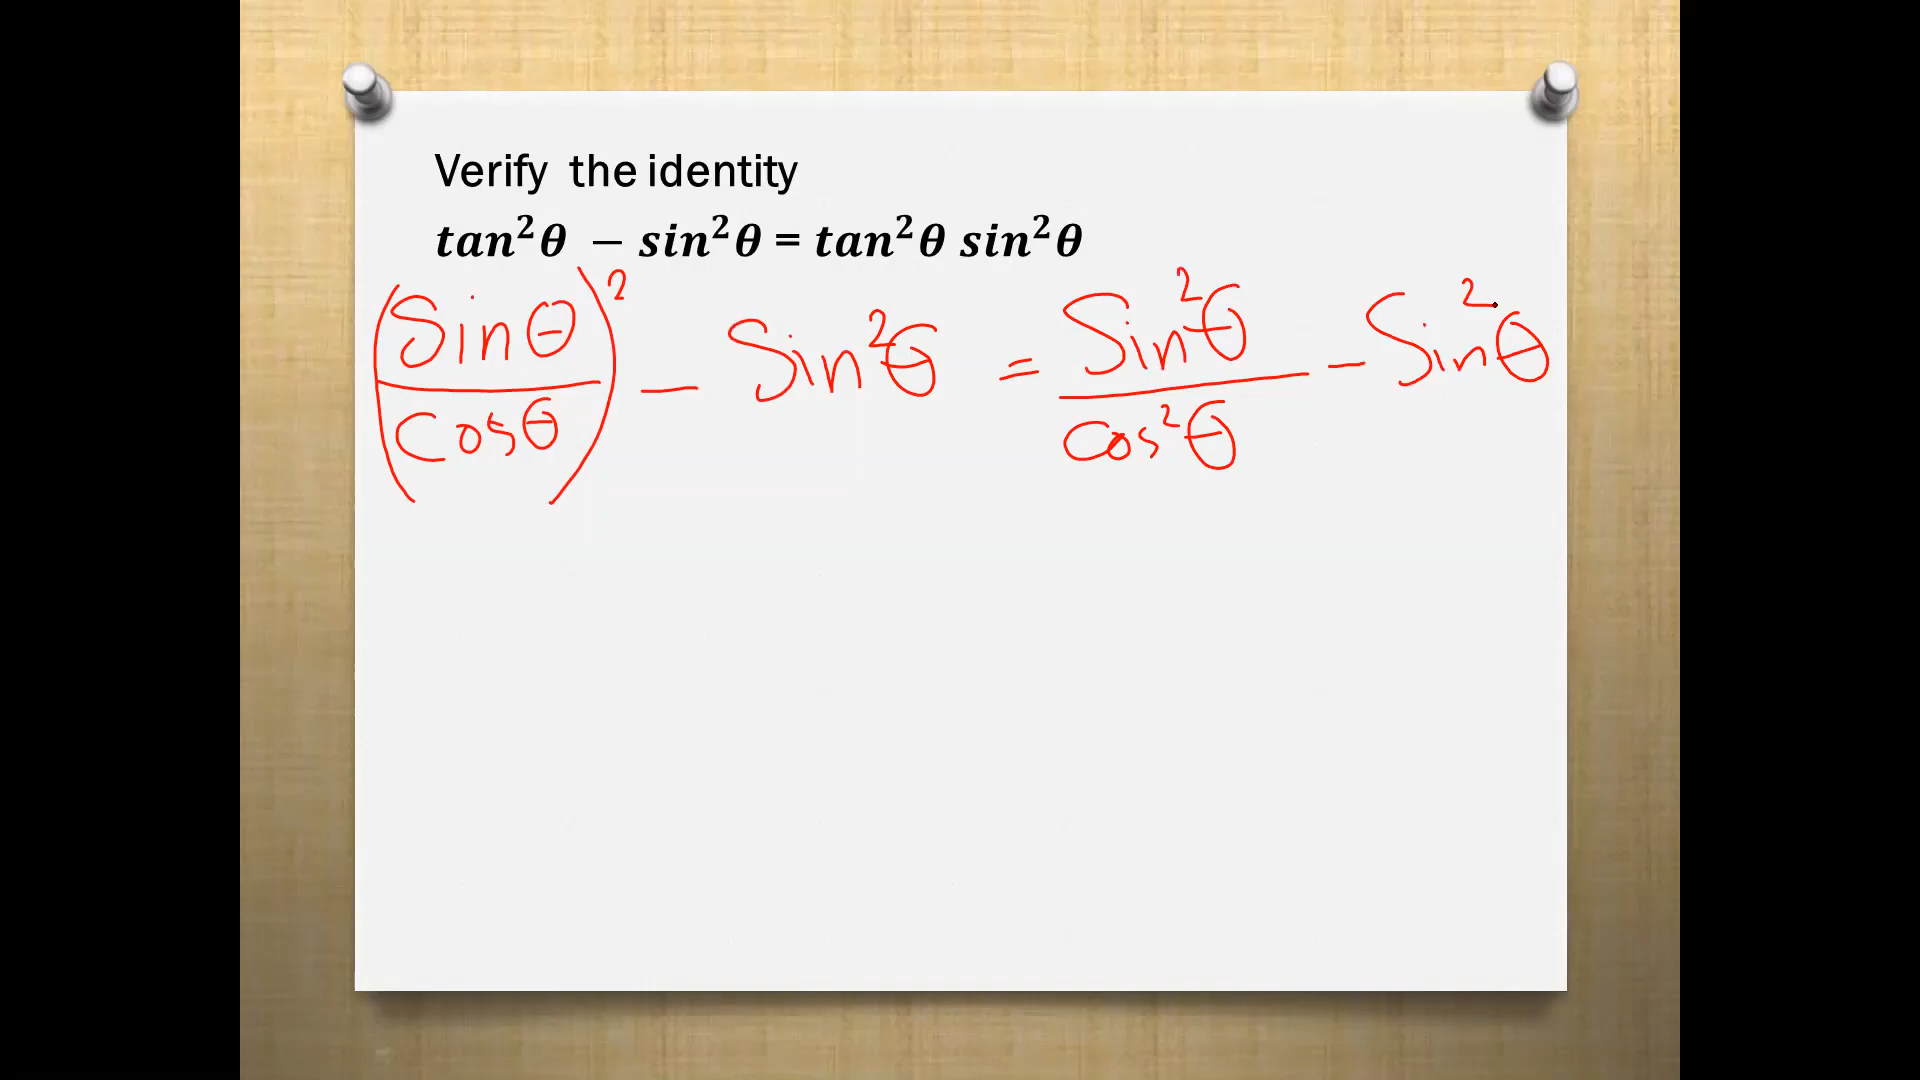 Verify the identity
tan²θ − sin²θ = tan²θ sin²θ
(Sinθ/Cosθ)² − Sin²θ = Sin²θ/Cos²θ − Sin²θ